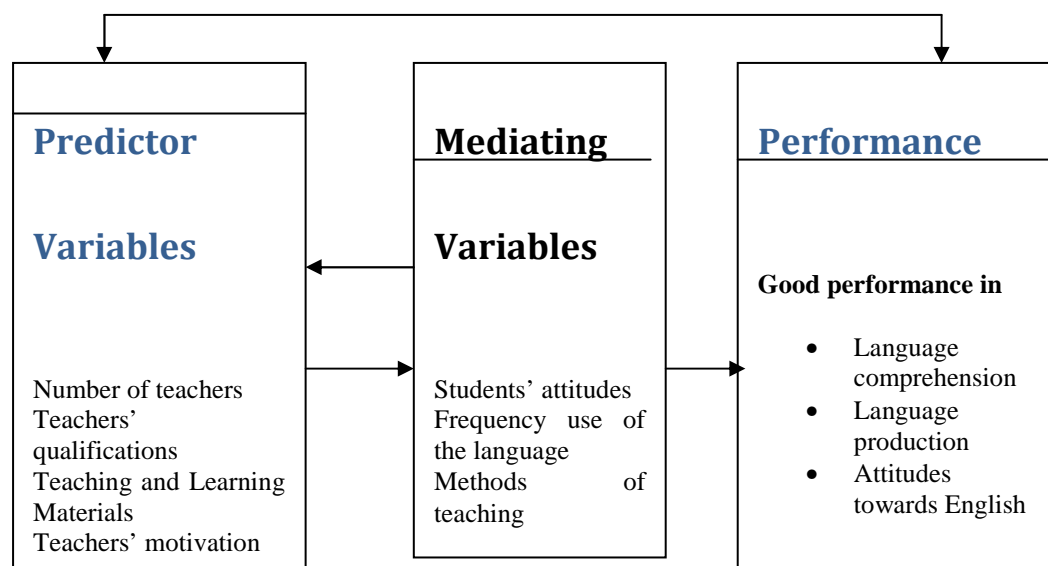 Predictor
Variables
Number of teachers
Teachers’
qualifications
Teaching and Learning
Materials
Teachers’ motivation
Mediating
Variables
Students’ attitudes
Frequency use of
the language
Methods of
teaching
Performance
Good performance in
• Language
comprehension
• Language
production
• Attitudes
towards English